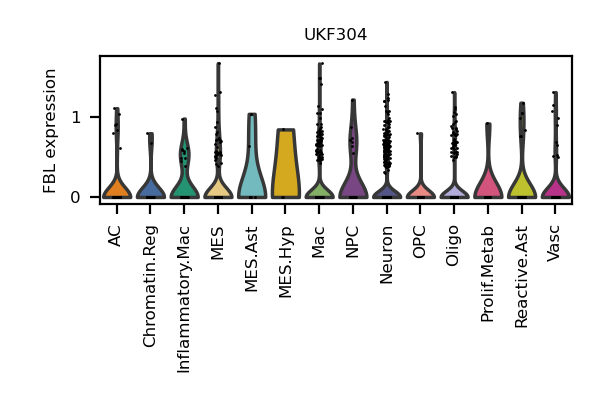 UKF304
FBL expression
1
0
AC
Chromatin.Reg
Inflammatory.Mac
MES
MES.Ast
MES.Hyp
Mac
NPC
Neuron
OPC
Oligo
Prolif.Metab
Reactive.Ast
Vasc